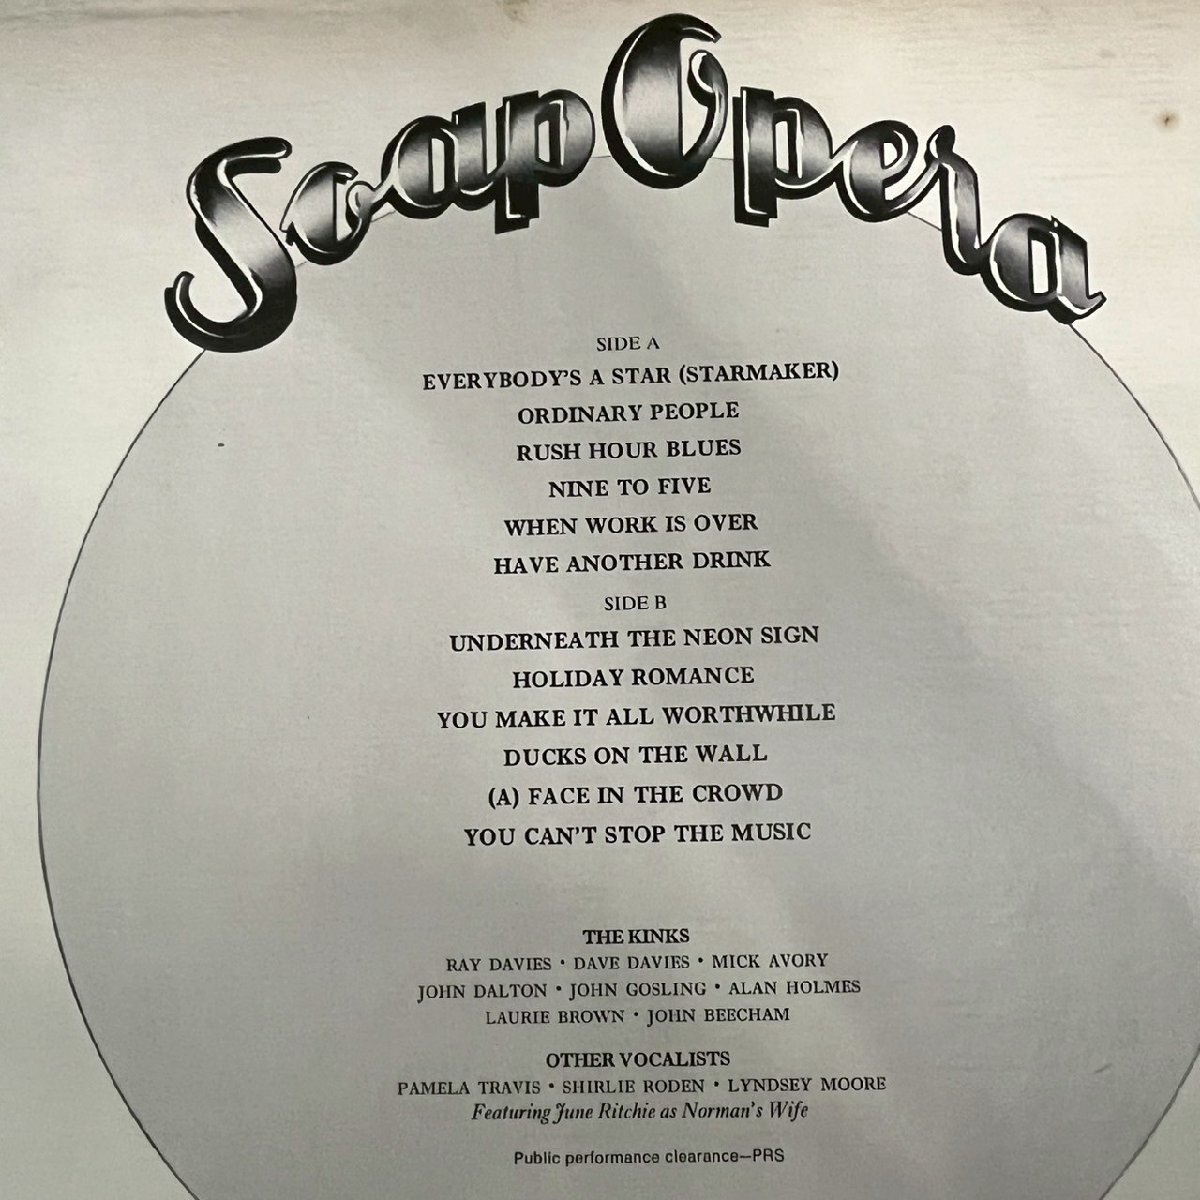 Soap Opera
SIDE A
EVERYBODY'S A STAR (STARMAKER)
ORDINARY PEOPLE
RUSH HOUR BLUES
NINE TO FIVE
WHEN WORK IS OVER
HAVE ANOTHER DRINK
SIDE B
UNDERNEATH THE NEON SIGN
HOLIDAY ROMANCE
YOU MAKE IT ALL WORTHWHILE
DUCKS ON THE WALL
(A) FACE IN THE CROWD
YOU CAN'T STOP THE MUSIC
THE KINKS
RAY DAVIES • DAVE DAVIES • MICK AVORY
JOHN DALTON • JOHN GOSLING • ALAN HOLMES
LAURIE BROWN • JOHN BEECHAM
OTHER VOCALISTS
PAMELA TRAVIS • SHIRLIE RODEN • LYNDSEY MOORE
Featuring June Ritchie as Norman's Wife
Public performance clearance—PRS